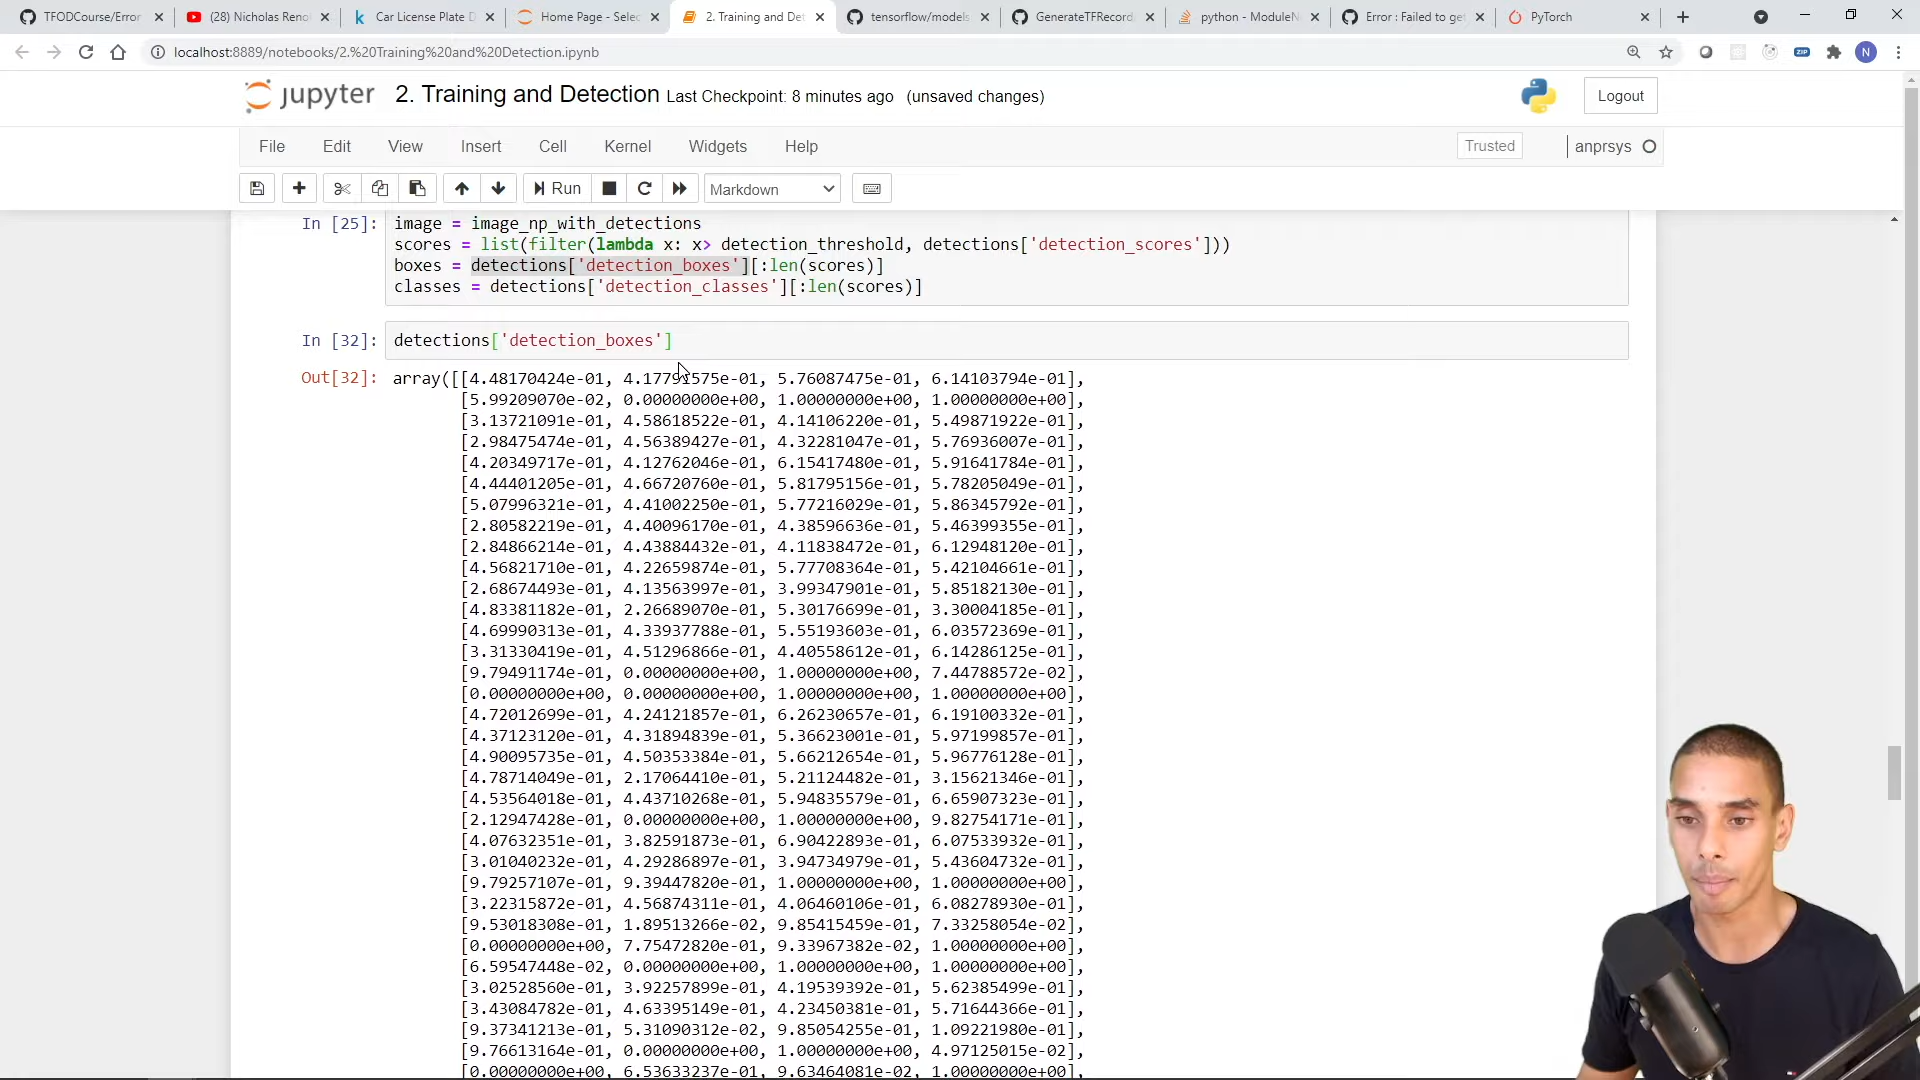 TFODCourse/Error
(28) Nicholas Reno
Car License Plate D
Home Page - Selec
2. Training and Det
tensorflow/models
GenerateTFRecord
python - ModuleN
Error : Failed to get
PyTorch
localhost:8889/notebooks/2.%20Training%20and%20Detection.ipynb
ZIP
N
jupyter 2. Training and Detection Last Checkpoint: 8 minutes ago (unsaved changes)
Logout
File Edit View Insert Cell Kernel Widgets Help
Trusted
anprsys
Run
Markdown
In [25]: image = image_np_with_detections
scores = list(filter(lambda x: x> detection_threshold, detections['detection_scores']))
boxes = detections['detection_boxes'][:len(scores)]
classes = detections['detection_classes'][:len(scores)]
In [32]: detections['detection_boxes']
Out[32]: array([[4.48170424e-01, 4.17791575e-01, 5.76087475e-01, 6.14103794e-01],
[5.99209070e-02, 0.00000000e+00, 1.00000000e+00, 1.00000000e+00],
[3.13721091e-01, 4.58618522e-01, 4.14106220e-01, 5.49871922e-01],
[2.98475474e-01, 4.56389427e-01, 4.32281047e-01, 5.76936007e-01],
[4.20349717e-01, 4.12762046e-01, 6.15417480e-01, 5.91641784e-01],
[4.44401205e-01, 4.66720760e-01, 5.81795156e-01, 5.78205049e-01],
[5.07996321e-01, 4.41002250e-01, 5.77216029e-01, 5.86345792e-01],
[2.80582219e-01, 4.40096170e-01, 4.38596636e-01, 5.46399355e-01],
[2.84866214e-01, 4.43884432e-01, 4.11838472e-01, 6.12948120e-01],
[4.56821710e-01, 4.22659874e-01, 5.77708364e-01, 5.42104661e-01],
[2.68674493e-01, 4.13563997e-01, 3.99347901e-01, 5.85182130e-01],
[4.83381182e-01, 2.26689070e-01, 5.30176699e-01, 3.30004185e-01],
[4.69990313e-01, 4.33937788e-01, 5.55193603e-01, 6.03572369e-01],
[3.31330419e-01, 4.51296866e-01, 4.40558612e-01, 6.14286125e-01],
[9.79491174e-01, 0.00000000e+00, 1.00000000e+00, 7.44788572e-02],
[0.00000000e+00, 0.00000000e+00, 1.00000000e+00, 1.00000000e+00],
[4.72012699e-01, 4.24121857e-01, 6.26230657e-01, 6.19100332e-01],
[4.37123120e-01, 4.31894839e-01, 5.36623001e-01, 5.97199857e-01],
[4.90095735e-01, 4.50353384e-01, 5.66212654e-01, 5.96776128e-01],
[4.78714049e-01, 2.17064410e-01, 5.21124482e-01, 3.15621346e-01],
[4.53564018e-01, 4.43710268e-01, 5.94835579e-01, 6.65907323e-01],
[2.12947428e-01, 0.00000000e+00, 1.00000000e+00, 9.82754171e-01],
[4.07632351e-01, 3.82591873e-01, 6.90422893e-01, 6.07533932e-01],
[3.01040232e-01, 4.29286897e-01, 3.94734979e-01, 5.43604732e-01],
[9.79257107e-01, 9.39447820e-01, 1.00000000e+00, 1.00000000e+00],
[3.22315872e-01, 4.56874311e-01, 4.06460106e-01, 6.08278930e-01],
[9.53018308e-01, 1.89513266e-02, 9.85415459e-01, 7.33258054e-02],
[0.00000000e+00, 7.75472820e-01, 9.33967382e-02, 1.00000000e+00],
[6.59547448e-02, 0.00000000e+00, 1.00000000e+00, 1.00000000e+00],
[3.02528560e-01, 3.92257899e-01, 4.19539392e-01, 5.62385499e-01],
[3.43084782e-01, 4.63395149e-01, 4.23450381e-01, 5.71644366e-01],
[9.37341213e-01, 5.31090312e-02, 9.85054255e-01, 1.09221980e-01],
[9.76613164e-01, 0.00000000e+00, 1.00000000e+00, 4.97125015e-02],
[0.00000000e+00, 6.53633237e-01, 9.63464081e-02, 1.00000000e+00],